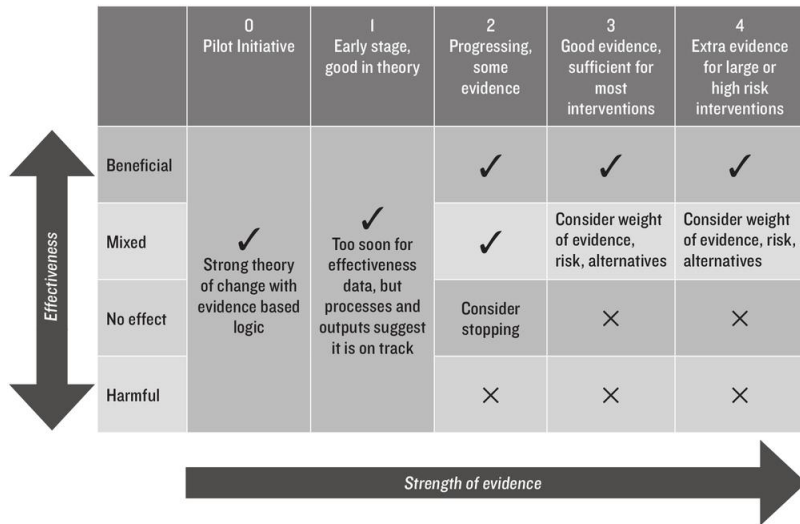 0
Pilot Initiative
1
Early stage,
good in theory
2
Progressing,
some
evidence
3
Good evidence,
sufficient for
most
interventions
4
Extra evidence
for large or
high risk
interventions
Effectiveness
Beneficial
Mixed
No effect
Harmful
✓
Strong theory
of change with
evidence based
logic
✓
Too soon for
effectiveness
data, but
processes and
outputs suggest
it is on track
✓
✓
✓
✓
Consider weight
of evidence,
risk, alternatives
Consider weight
of evidence, risk,
alternatives
Consider
stopping
×
×
×
×
×
Strength of evidence